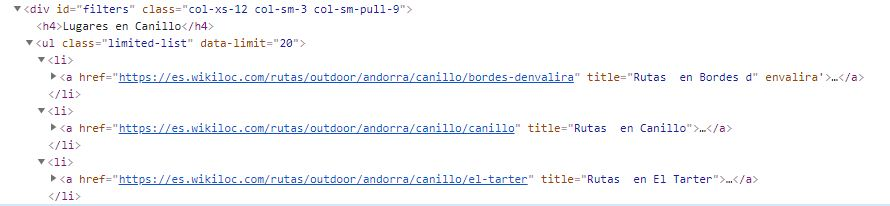 ▼<div id="filters" class="col-xs-12 col-sm-3 col-sm-pull-9">
<h4>Lugares en Canillo</h4>
▼<ul class="limited-list" data-limit="20">
▼<li>
▶<a href="https://es.wikiloc.com/rutas/outdoor/andorra/canillo/bordes-denvalira" title="Rutas  en Bordes d" envalira'>…</a>
</li>
▼<li>
▶<a href="https://es.wikiloc.com/rutas/outdoor/andorra/canillo/canillo" title="Rutas  en Canillo">…</a>
</li>
▼<li>
▶<a href="https://es.wikiloc.com/rutas/outdoor/andorra/canillo/el-tarter" title="Rutas  en El Tarter">…</a>
</li>